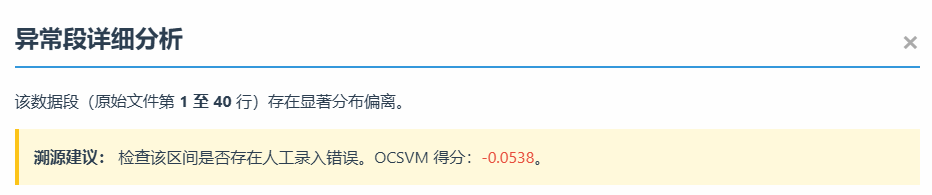 异常段详细分析
×
该数据段（原始文件第 1 至 40 行）存在显著分布偏离。
溯源建议： 检查该区间是否存在人工录入错误。OCSVM 得分：-0.0538。